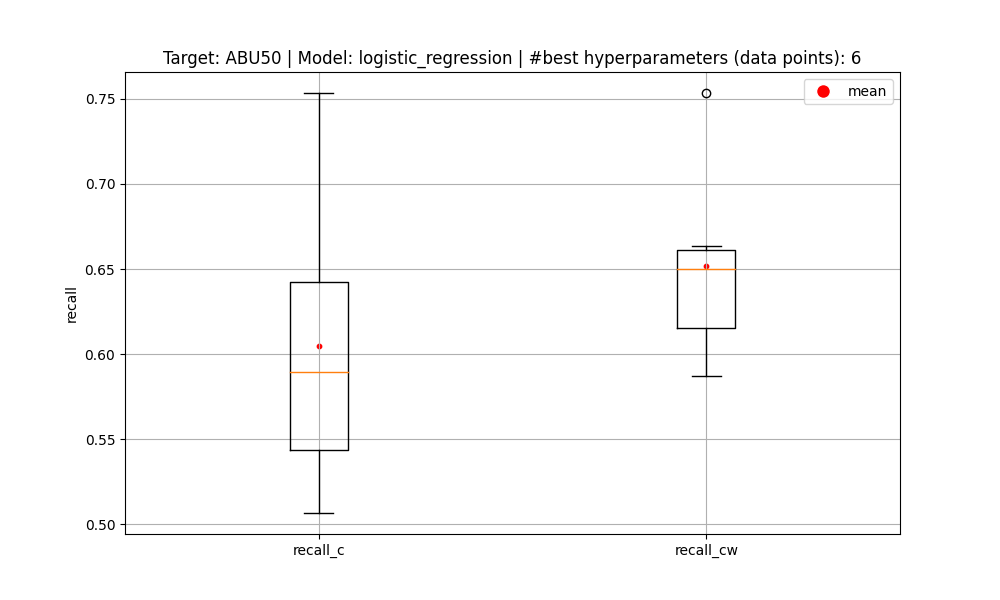 Target: ABU50 | Model: logistic_regression | #best hyperparameters (data points): 6
mean
0.75
0.70
0.65
0.60
0.55
0.50
recall
recall_c
recall_cw